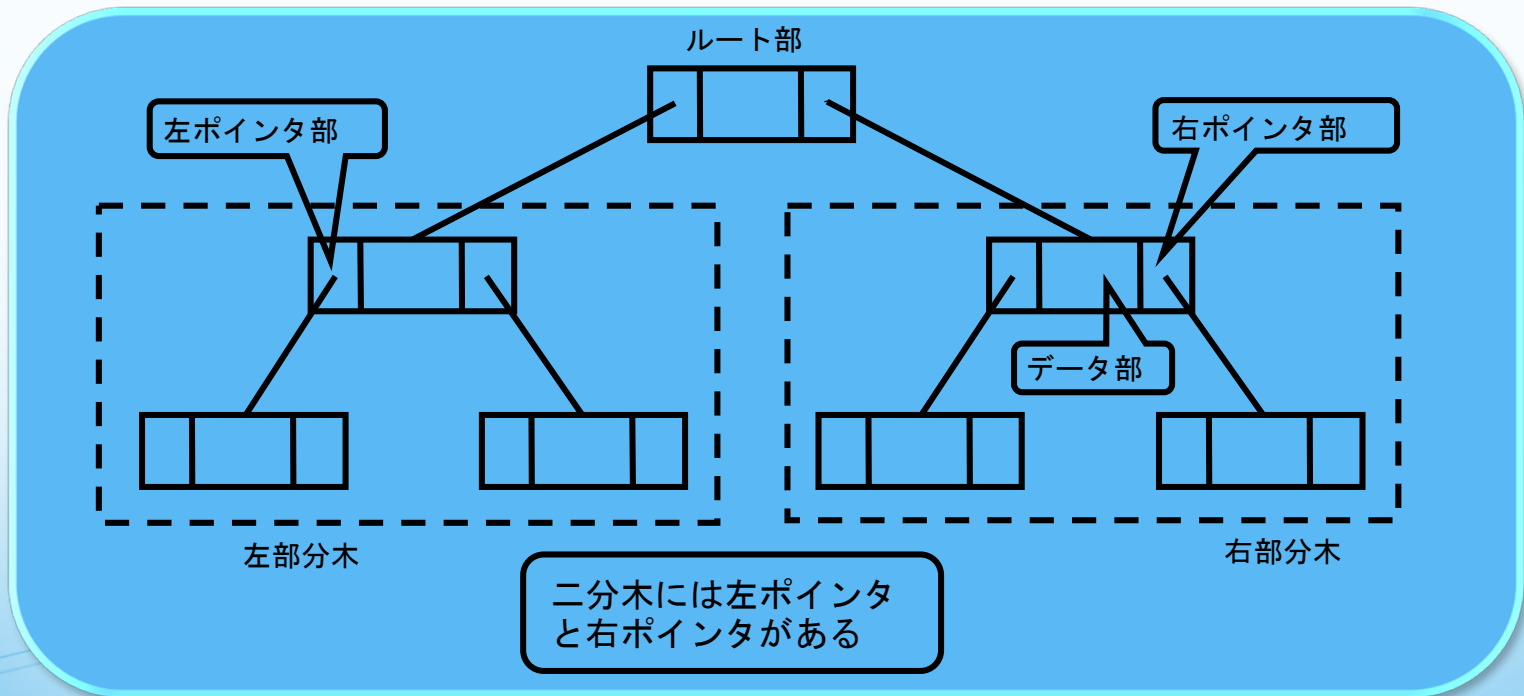 ルート部
左ポインタ部
右ポインタ部
データ部
左部分木
右部分木
二分木には左ポインタ
と右ポインタがある